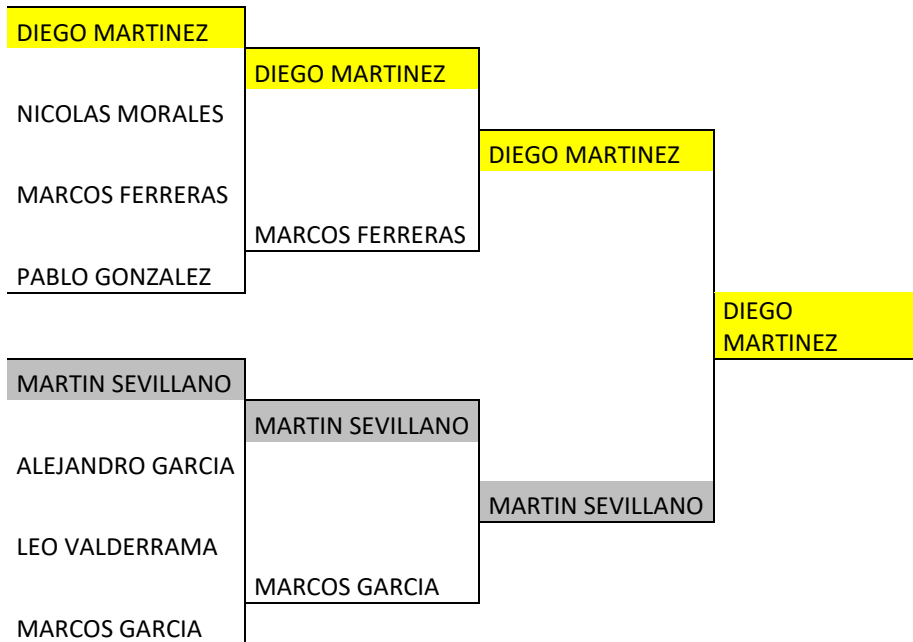 DIEGO MARTINEZ
DIEGO MARTINEZ
NICOLAS MORALES
DIEGO MARTINEZ
MARCOS FERRERAS
MARCOS FERRERAS
PABLO GONZALEZ
DIEGO
MARTINEZ
MARTIN SEVILLANO
MARTIN SEVILLANO
ALEJANDRO GARCIA
MARTIN SEVILLANO
LEO VALDERRAMA
MARCOS GARCIA
MARCOS GARCIA